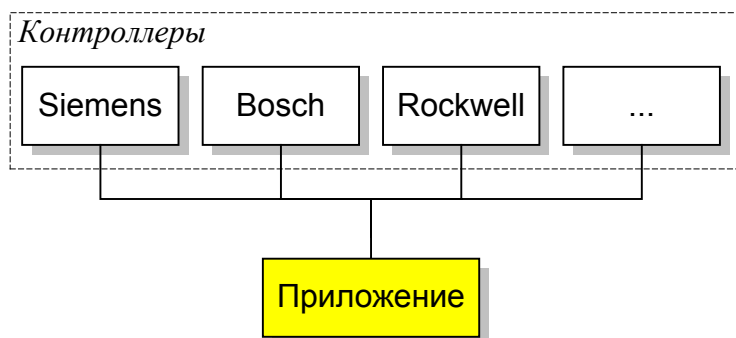 Контроллеры
Siemens
Bosch
Rockwell
...
Приложение